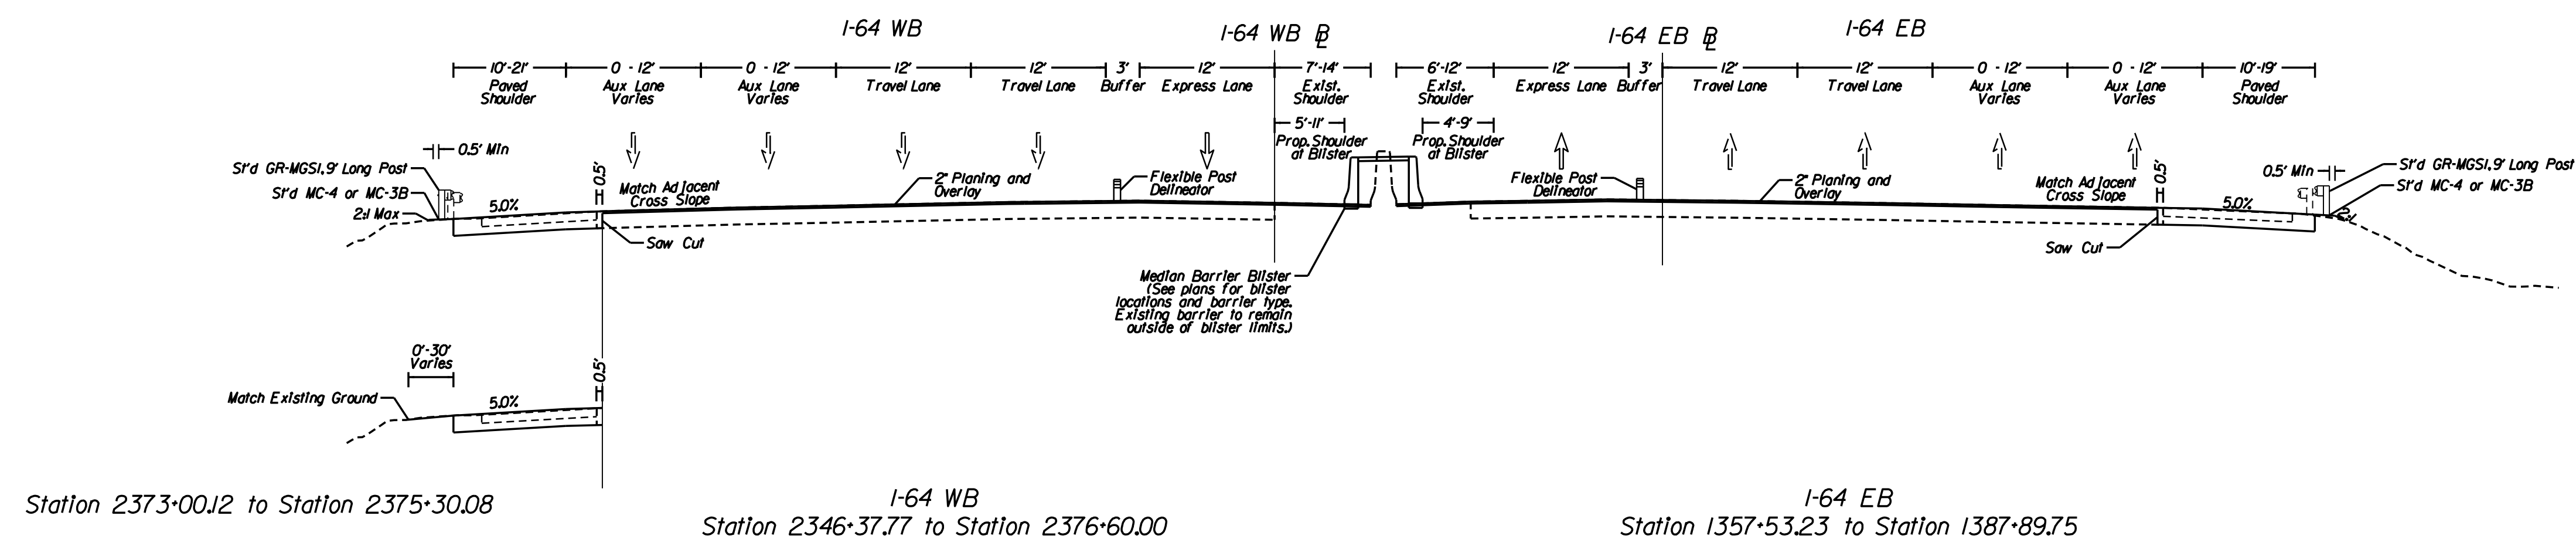 I-64 WB
I-64 WB BL
I-64 EB BL
I-64 EB
10'-21'
Paved
Shoulder
0 - 12'
Aux Lane
Varies
0 - 12'
Aux Lane
Varies
12'
Travel Lane
12'
Travel Lane
3'
Buffer
12'
Express Lane
7'-14'
Exist.
Shoulder
6'-12'
Exist.
Shoulder
12'
Express Lane
3'
Buffer
12'
Travel Lane
12'
Travel Lane
0 - 12'
Aux Lane
Varies
0 - 12'
Aux Lane
Varies
10'-19'
Paved
Shoulder
5'-11'
Prop. Shoulder
at Blister
4'-9'
Prop. Shoulder
at Blister
0.5' Min
St'd GR-MGS1, 9' Long Post
St'd MC-4 or MC-3B
2:1 Max
5.0%
0.5'
Match Adjacent
Cross Slope
Saw Cut
2" Planing and
Overlay
Flexible Post
Delineator
Median Barrier Blister
(See plans for blister
locations and barrier type.
Existing barrier to remain
outside of blister limits.)
Flexible Post
Delineator
2" Planing and
Overlay
Match Adjacent
Cross Slope
0.5'
Saw Cut
5.0%
0.5' Min
St'd GR-MGS1, 9' Long Post
St'd MC-4 or MC-3B
2:1
0'-30'
Varies
Match Existing Ground
5.0%
0.5'
Station 2373+00.12 to Station 2375+30.08
I-64 WB
Station 2346+37.77 to Station 2376+60.00
I-64 EB
Station 1357+53.23 to Station 1387+89.75